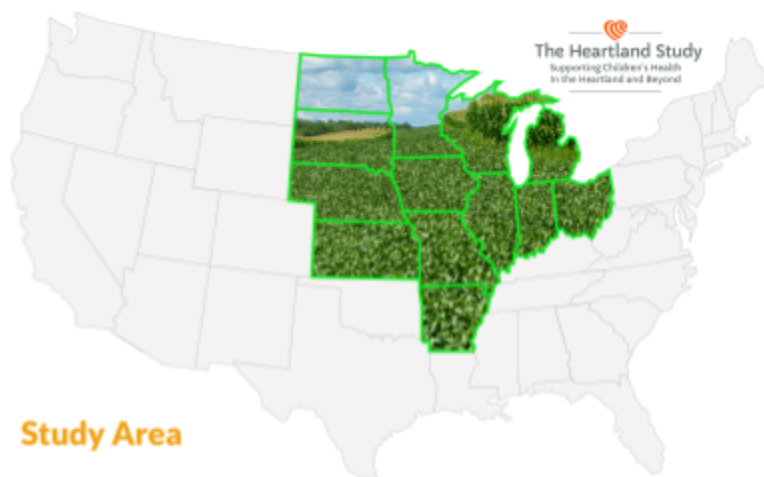 The Heartland Study
Supporting Children's Health
In the Heartland and Beyond
Study Area